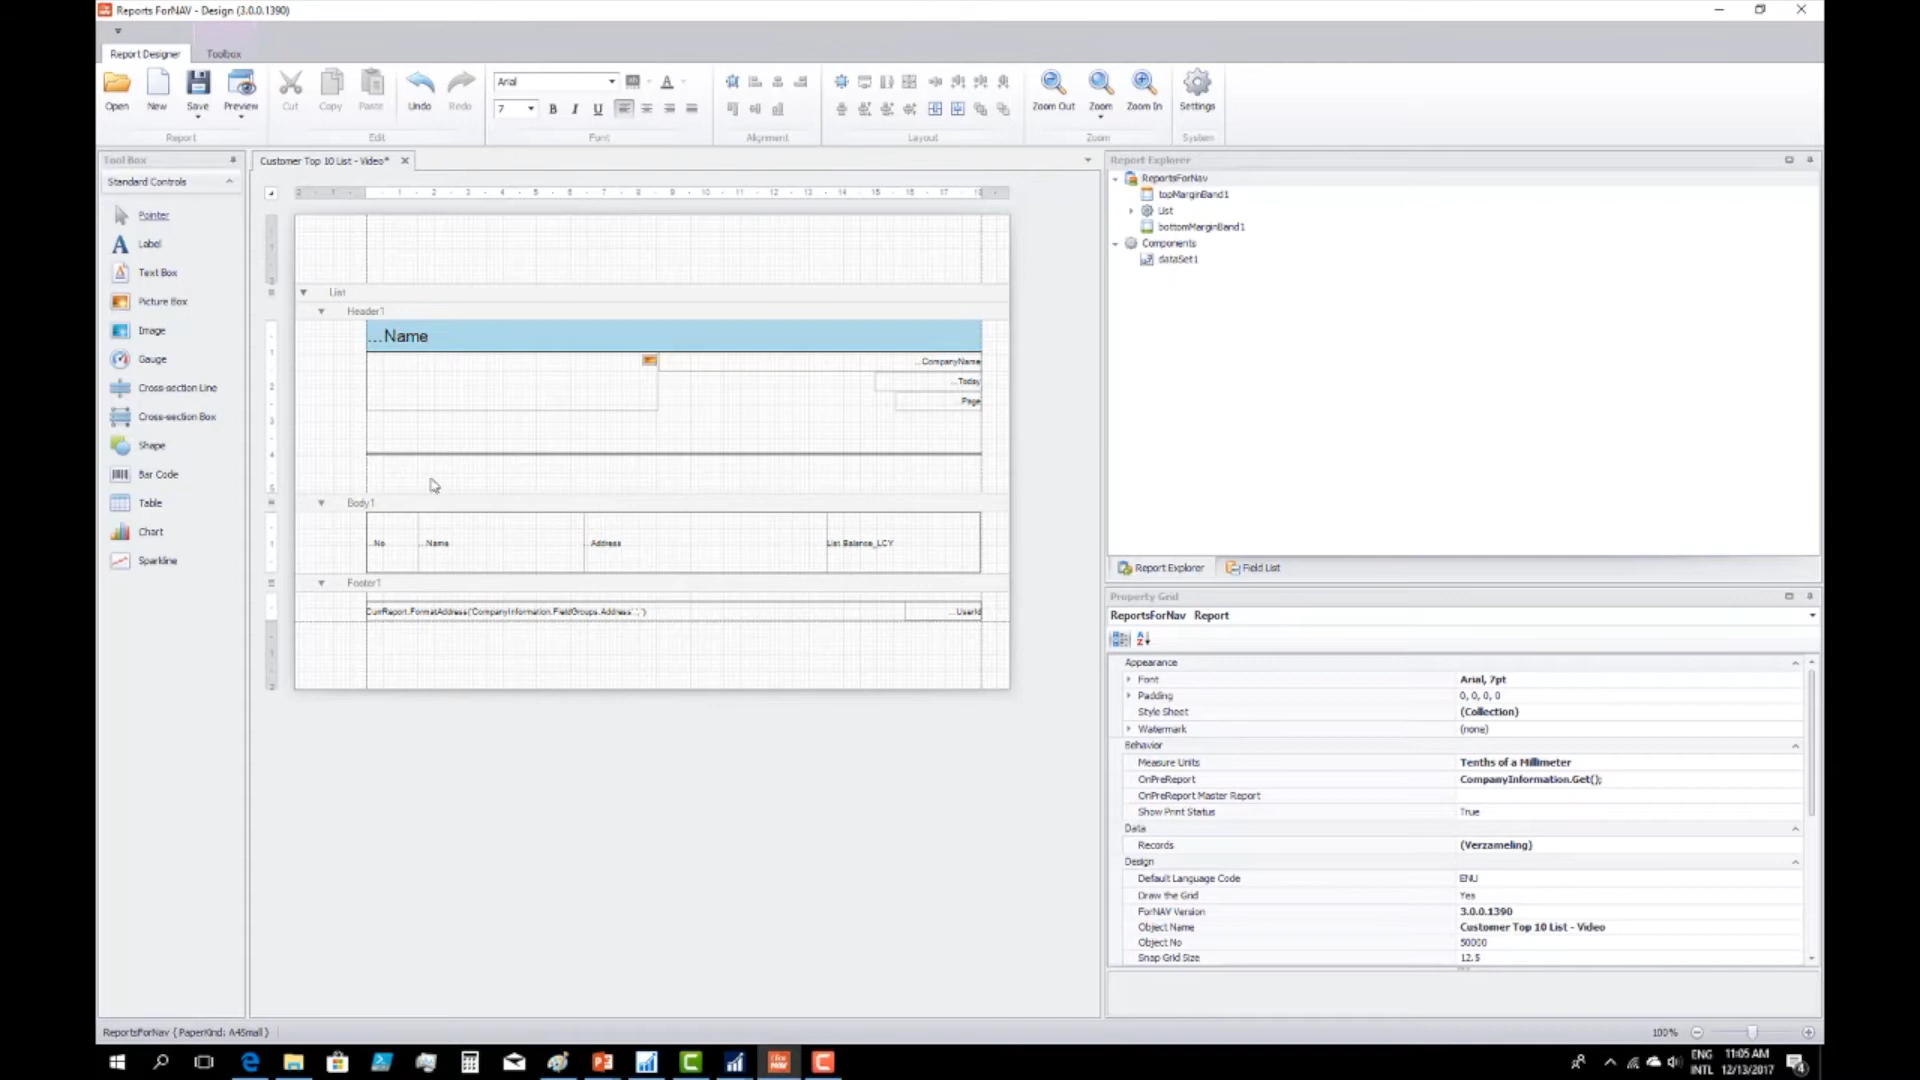 Reports ForNAV - Design (3.0.0.1390)
Report Designer
Toolbox
Open
New
Save
Preview
Cut
Copy
Paste
Undo
Redo
Arial
7
B I U
Zoom Out
Zoom
Zoom In
Settings
Report
Edit
Font
Alignment
Layout
Zoom
System
Tool Box
Standard Controls
Pointer
Label
Text Box
Picture Box
Image
Gauge
Cross-section Line
Cross-section Box
Shape
Bar Code
Table
Chart
Sparkline
Customer Top 10 List - Video*
List
Header1
...Name
...CompanyName
...Today
Page
Body1
...No
...Name
...Address
List Balance_LCY
Footer1
CurrReport.FormatAddress('CompanyInformation.FieldGroups.Address',',')
...UserId
Report Explorer
ReportsForNav
topMarginBand1
List
bottomMarginBand1
Components
dataSet1
Report Explorer
Field List
Property Grid
ReportsForNav Report
Appearance
Font Arial, 7pt
Padding 0, 0, 0, 0
Style Sheet (Collection)
Watermark (none)
Behavior
Measure Units Tenths of a Millimeter
OnPreReport CompanyInformation.Get();
OnPreReport Master Report
Show Print Status True
Data
Records (Verzameling)
Design
Default Language Code ENU
Draw the Grid Yes
ForNAV Version 3.0.0.1390
Object Name Customer Top 10 List - Video
Object No 50000
Snap Grid Size 12.5
ReportsForNav { PaperKind: A4Small }
100%
ENG
INTL
11:05 AM
12/13/2017
4